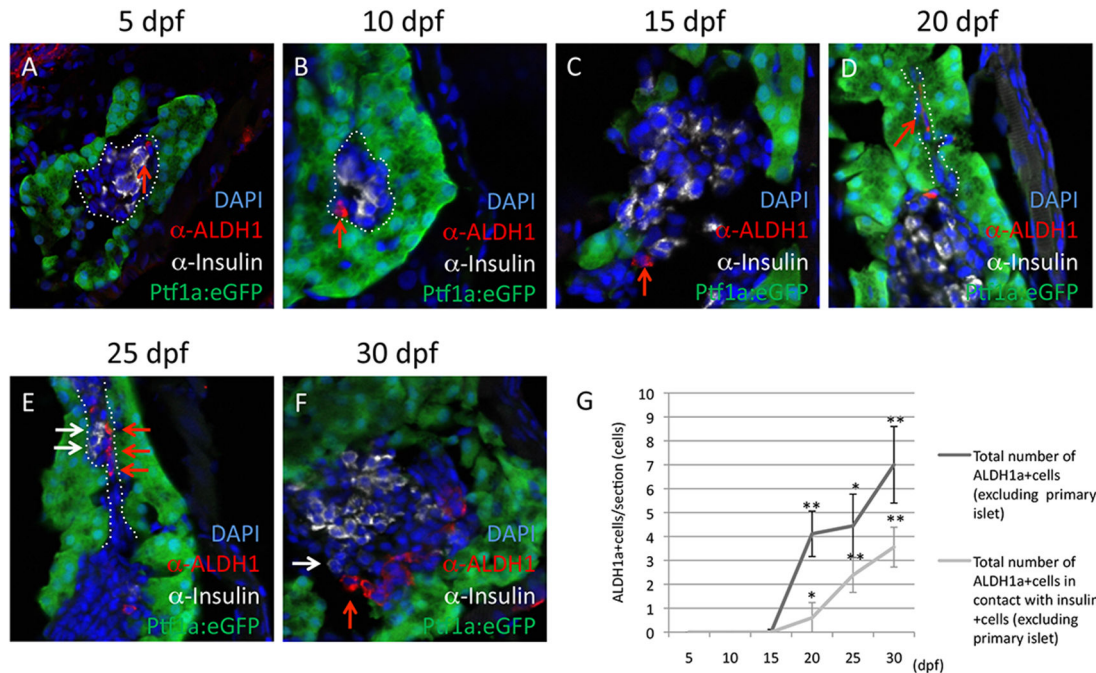 5 dpf
10 dpf
15 dpf
20 dpf
A
DAPI
α-ALDH1
α-Insulin
Ptf1a:eGFP
B
DAPI
α-ALDH1
α-Insulin
Ptf1a:eGFP
C
DAPI
α-ALDH1
α-Insulin
Ptf1a:eGFP
D
DAPI
α-ALDH1
α-Insulin
Ptf1a:eGFP
25 dpf
30 dpf
E
DAPI
α-ALDH1
α-Insulin
Ptf1a:eGFP
F
DAPI
α-ALDH1
α-Insulin
Ptf1a:eGFP
G
ALDH1a+cells/section (cells)
10
9
8
7
6
5
4
3
2
1
0
5 10 15 20 25 30
(dpf)
**
*
**
**
**
*
Total number of
ALDH1a+cells
(excluding primary
islet)
Total number of
ALDH1a+cells in
contact with insulin
+cells (excluding
primary islet)